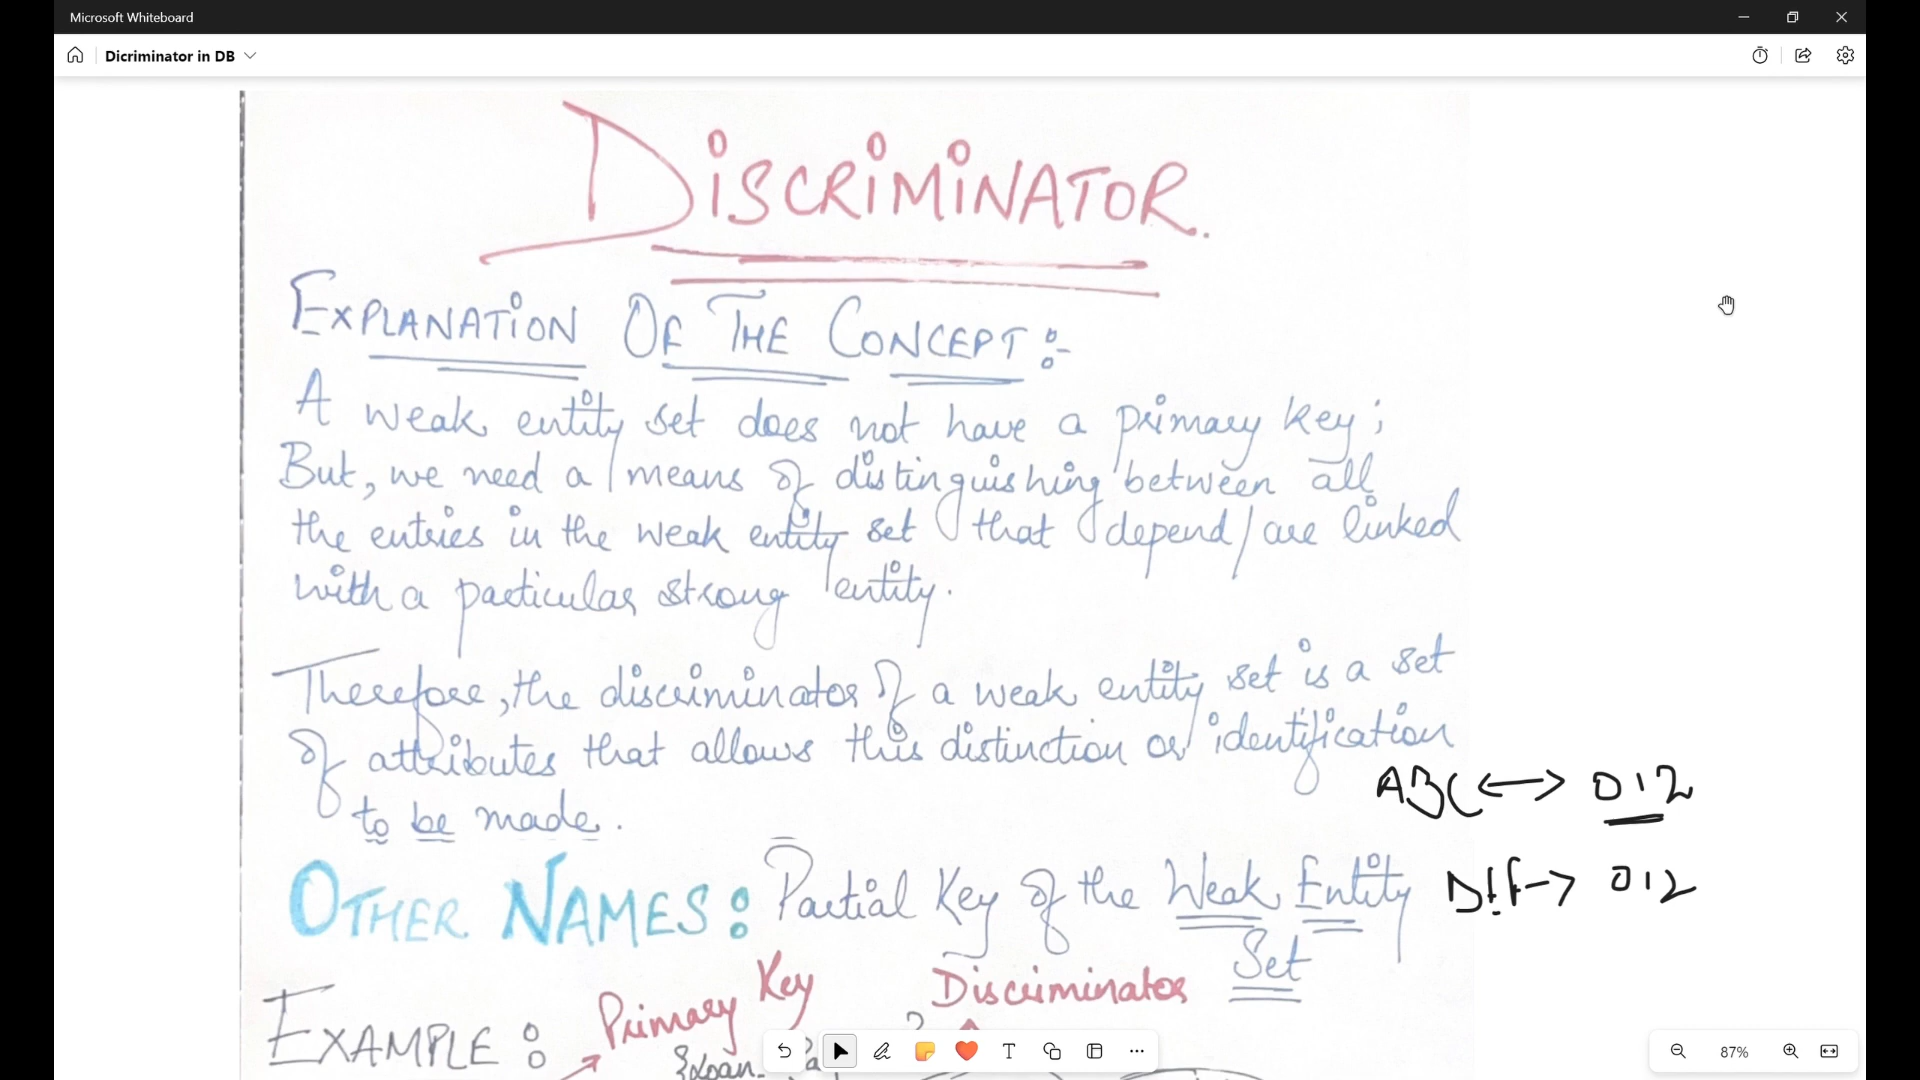 Microsoft Whiteboard
Dicriminator in DB
DISCRIMINATOR.
EXPLANATION OF THE CONCEPT :-
A weak entity set does not have a primary key;
But, we need a means of distinguishing between all
the entries in the weak entity set that depend/are linked
with a particular strong entity.
Therefore, the discriminator of a weak entity set is a set
of attributes that allows this distinction or identification
to be made.
ABC <-> 012
DEF -> 012
OTHER NAMES: Partial Key of the Weak Entity
Set
EXAMPLE : Primary Key Discriminator
Loan-
87%